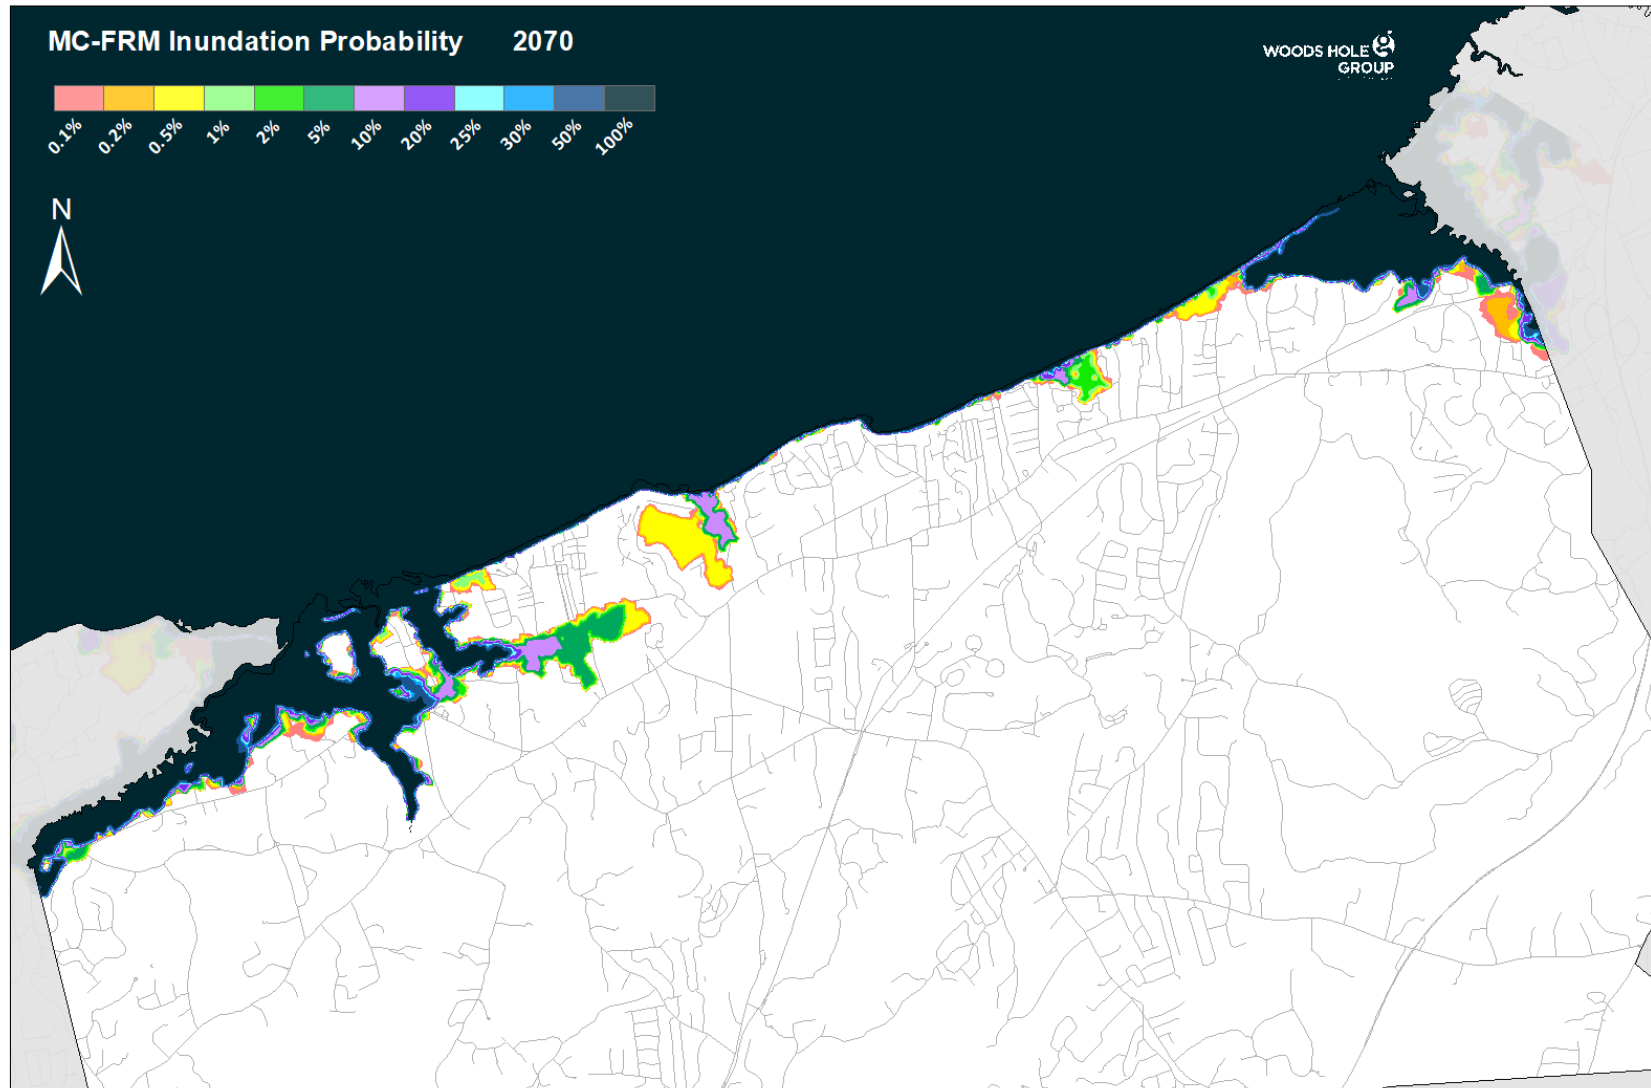 MC-FRM Inundation Probability 2070
WOODS HOLE
GROUP
0.1% 0.2% 0.5% 1% 2% 5% 10% 20% 25% 30% 50% 100%
N